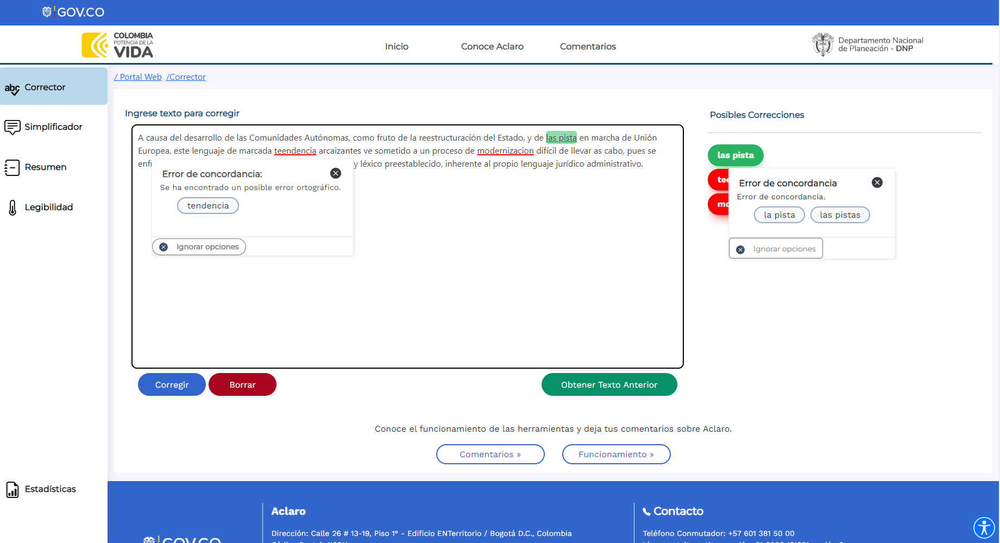 GOV.CO
COLOMBIA
POTENCIA DE LA
VIDA
Inicio
Conoce Aclaro
Comentarios
Departamento Nacional
de Planeación - DNP
abc Corrector
Simplificador
Resumen
Legibilidad
Estadísticas
/ Portal Web /Corrector
Ingrese texto para corregir
A causa del desarrollo de las Comunidades Autónomas, como fruto de la reestructuración del Estado, y de las pista en marcha de Unión
Europea, este lenguaje de marcada teendencia arcaizantes ve sometido a un proceso de modernizacion difícil de llevar as cabo, pues se
y léxico preestablecido, inherente al propio lenguaje jurídico administrativo.
Error de concordancia:
Se ha encontrado un posible error ortográfico.
tendencia
Ignorar opciones
Corregir
Borrar
Obtener Texto Anterior
Posibles Correcciones
las pista
Error de concordancia
Error de concordancia.
la pista
las pistas
Ignorar opciones
Conoce el funcionamiento de las herramientas y deja tus comentarios sobre Aclaro.
Comentarios »
Funcionamiento »
GOV.CO
Aclaro
Dirección: Calle 26 # 13-19, Piso 1° - Edificio ENTerritorio / Bogotá D.C., Colombia
Contacto
Teléfono Conmutador: +57 601 381 50 00